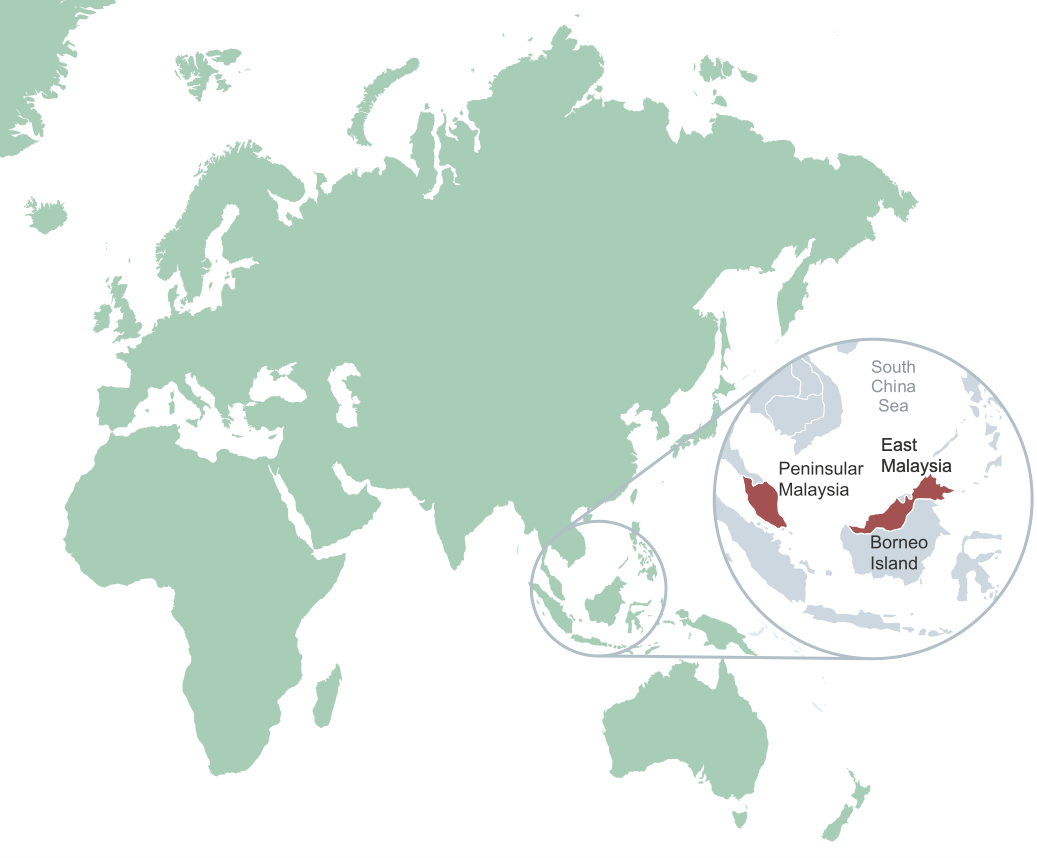 South
China
Sea
East
Malaysia
Peninsular
Malaysia
Borneo
Island